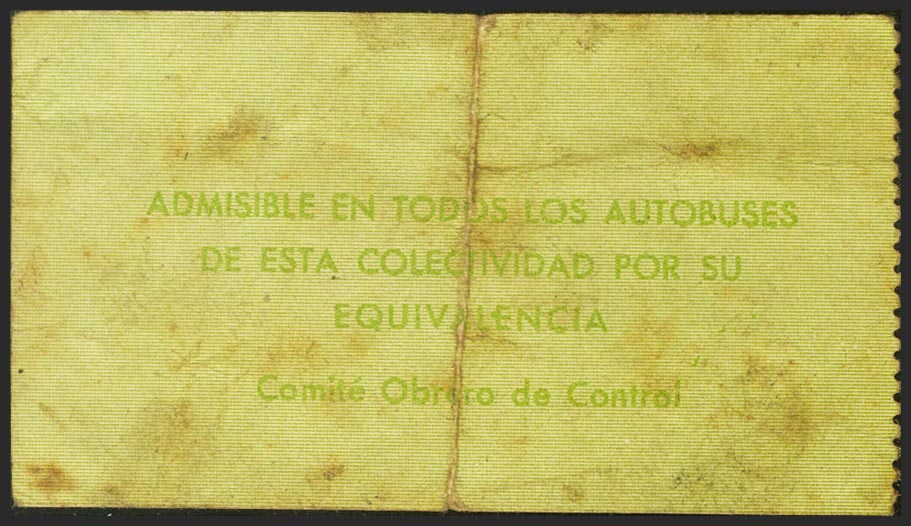 ADMISIBLE EN TODOS LOS AUTOBUSES
DE ESTA COLECTIVIDAD POR SU
EQUIVALENCIA
Comité Obrero de Control